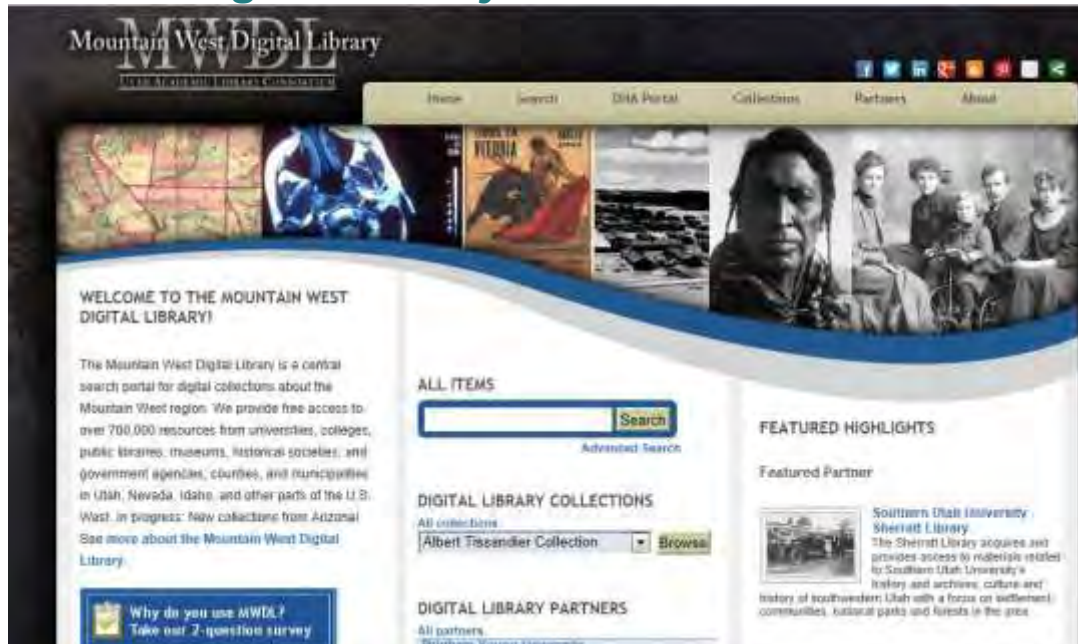 Mountain West Digital Library
MWDL
UTAH ACADEMIC LIBRARY CONSORTIUM
Home Search DHA Portal Collections Partners About
WELCOME TO THE MOUNTAIN WEST
DIGITAL LIBRARY!
The Mountain West Digital Library is a central
search portal for digital collections about the
Mountain West region. We provide free access to
over 700,000 resources from universities, colleges,
public libraries, museums, historical societies, and
government agencies, counties, and municipalities
in Utah, Nevada, Idaho, and other parts of the U.S.
West. In progress: New collections from Arizona!
See more about the Mountain West Digital
Library.
Why do you use MWDL?
Take our 2-question survey
ALL ITEMS
Search
Advanced Search
DIGITAL LIBRARY COLLECTIONS
All collections
Albert Tissandier Collection Browse
DIGITAL LIBRARY PARTNERS
All partners
FEATURED HIGHLIGHTS
Featured Partner
Southern Utah University
Sherratt Library
The Sherratt Library acquires and
provides access to materials related
to Southern Utah University's
history and archives, culture and
history of southwestern Utah with a focus on settlement,
communities, national parks and forests in the area.